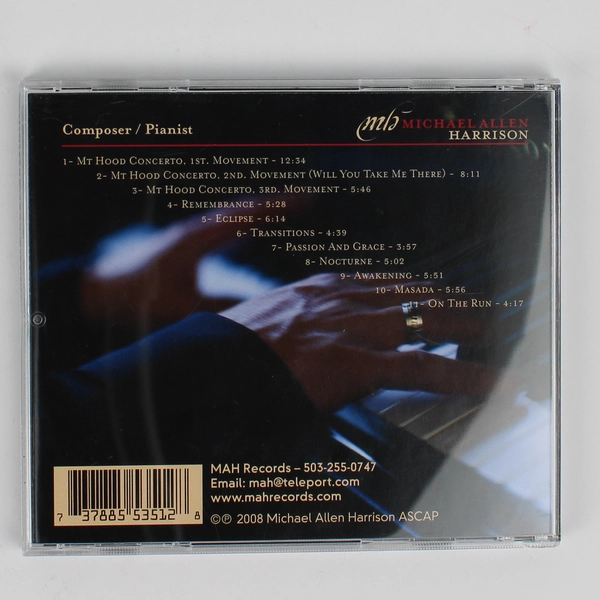 Composer / Pianist
mh MICHAEL ALLEN
HARRISON
1- Mt Hood Concerto, 1st. Movement - 12:34
2- Mt Hood Concerto, 2nd. Movement (Will You Take Me There) - 8:11
3- Mt Hood Concerto, 3rd. Movement - 5:46
4- Remembrance - 5:28
5- Eclipse - 6:14
6- Transitions - 4:39
7- Passion And Grace - 3:57
8- Nocturne - 5:02
9- Awakening - 5:51
10- Masada - 5:56
11- On The Run - 4:17
MAH Records – 503-255-0747
Email: mah@teleport.com
www.mahrecords.com
©℗ 2008 Michael Allen Harrison ASCAP
7 37885 53512 8